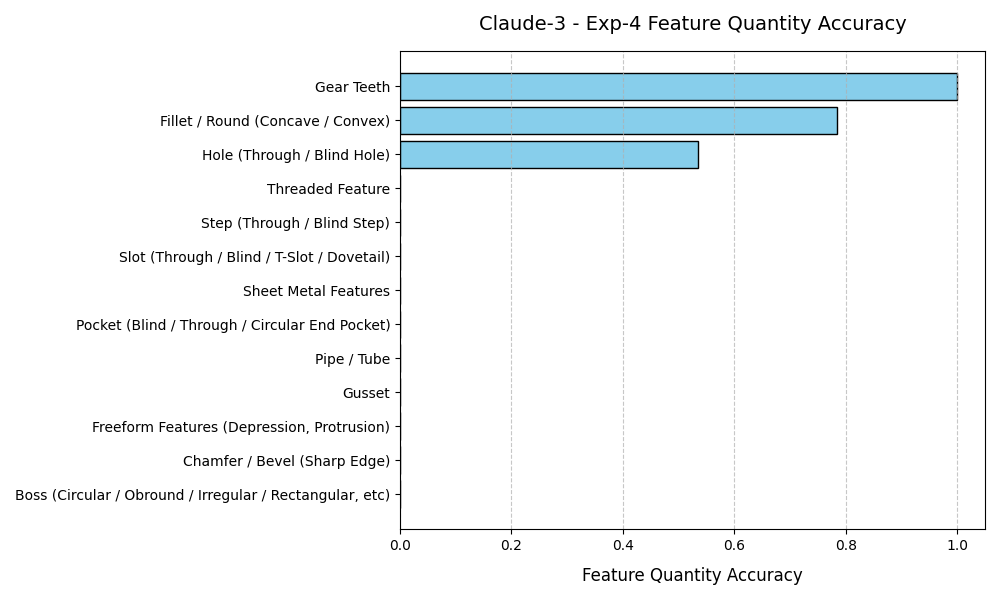 Claude-3 - Exp-4 Feature Quantity Accuracy
Gear Teeth
Fillet / Round (Concave / Convex)
Hole (Through / Blind Hole)
Threaded Feature
Step (Through / Blind Step)
Slot (Through / Blind / T-Slot / Dovetail)
Sheet Metal Features
Pocket (Blind / Through / Circular End Pocket)
Pipe / Tube
Gusset
Freeform Features (Depression, Protrusion)
Chamfer / Bevel (Sharp Edge)
Boss (Circular / Obround / Irregular / Rectangular, etc)
0.0 0.2 0.4 0.6 0.8 1.0
Feature Quantity Accuracy